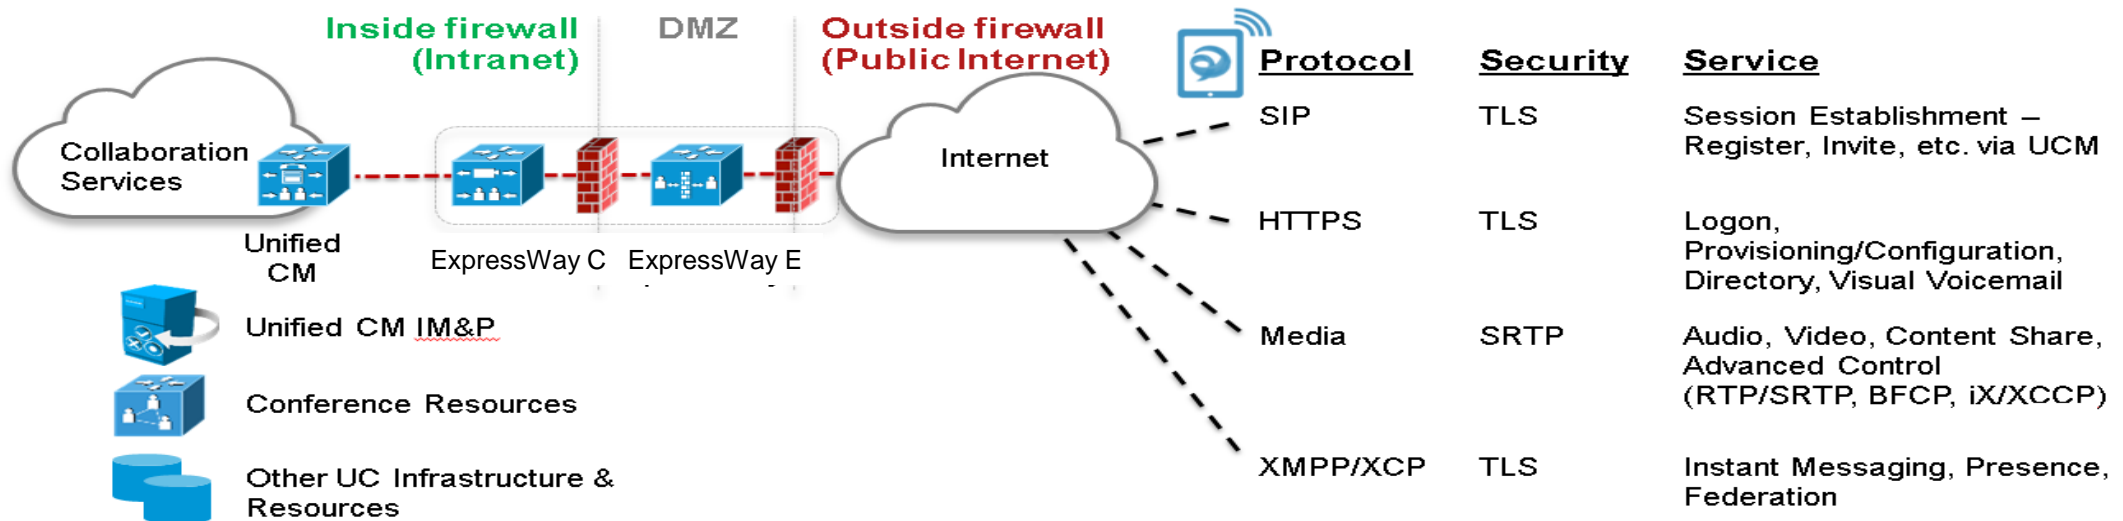 Inside firewall
(Intranet)
DMZ
Outside firewall
(Public Internet)
Collaboration
Services
Unified
CM
ExpressWay C
ExpressWay E
Internet
Unified CM IM&P
Conference Resources
Other UC Infrastructure &
Resources
Protocol Security Service
SIP TLS Session Establishment –
Register, Invite, etc. via UCM
HTTPS TLS Logon,
Provisioning/Configuration,
Directory, Visual Voicemail
Media SRTP Audio, Video, Content Share,
Advanced Control
(RTP/SRTP, BFCP, iX/XCCP)
XMPP/XCP TLS Instant Messaging, Presence,
Federation